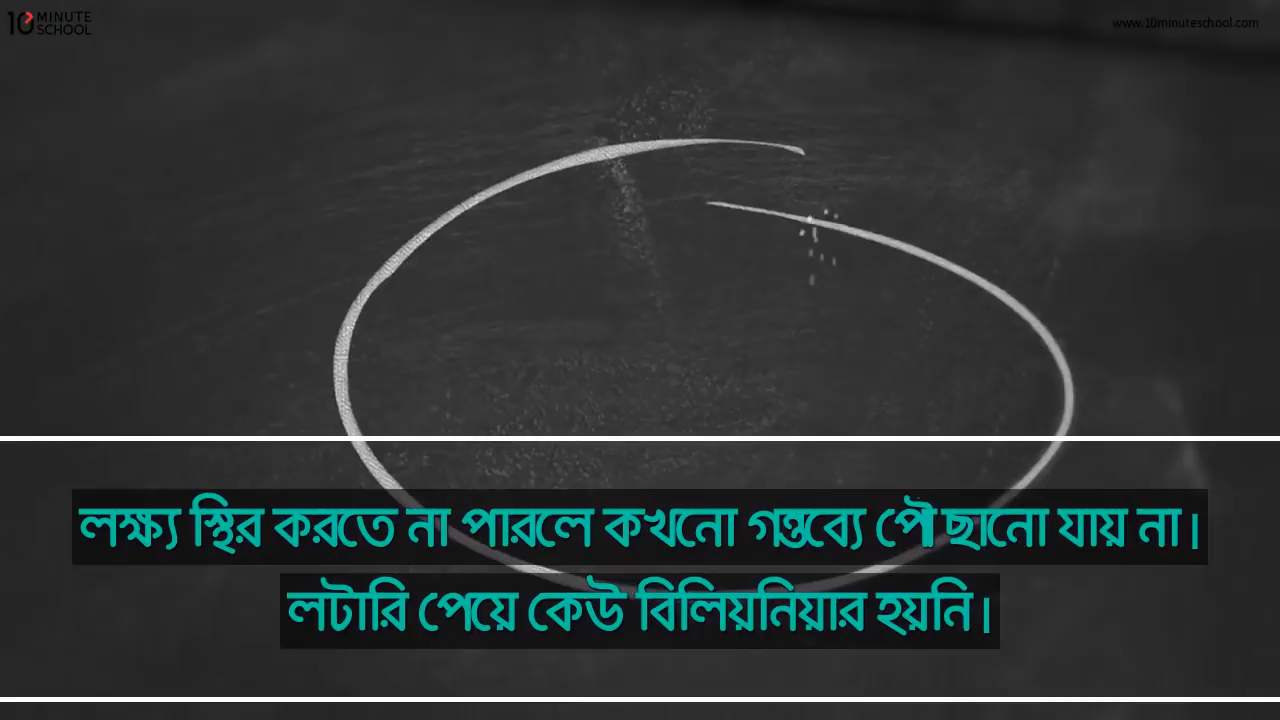 10 MINUTE
SCHOOL
www.10minuteschool.com
লক্ষ্য স্থির করতে না পারলে কখনো গন্তব্যে পৌছানো যায় না।
লটারি পেয়ে কেউ বিলিয়নিয়ার হয়নি।